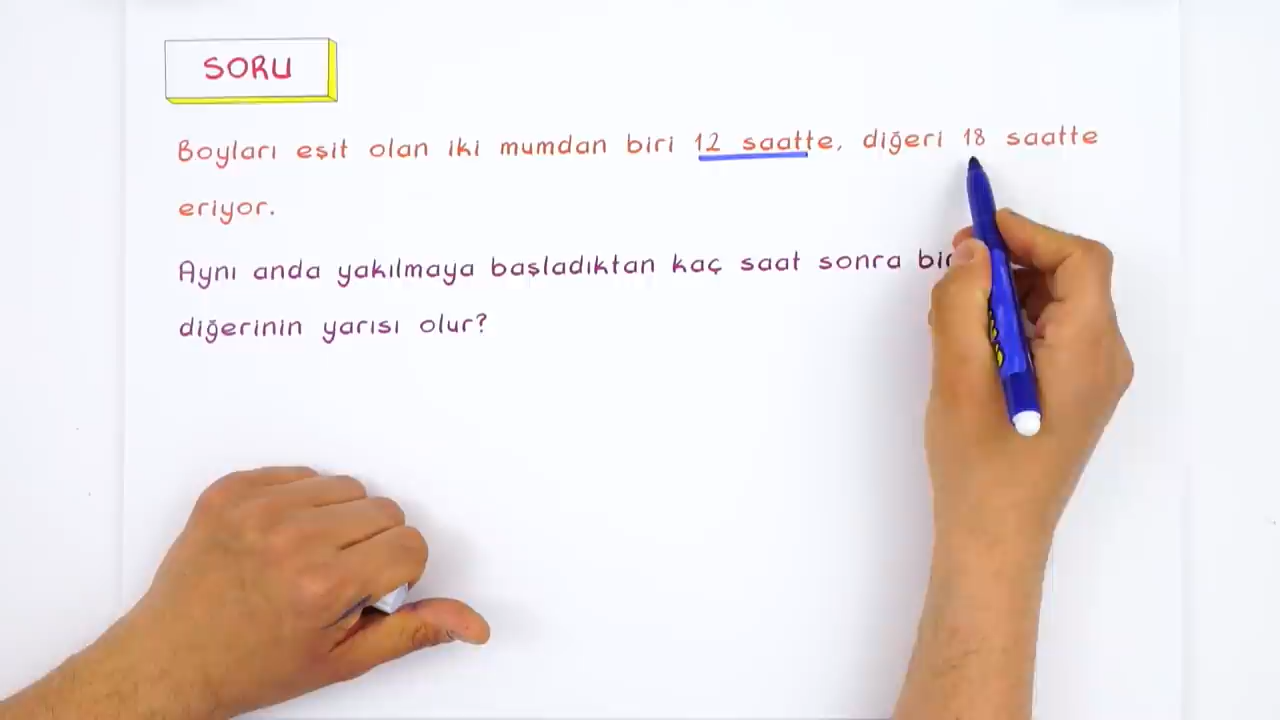 SORU
Boyları eşit olan iki mumdan biri 12 saatte, diğeri 18 saatte
eriyor.
Aynı anda yakılmaya başladıktan kaç saat sonra
diğerinin yarısı olur?